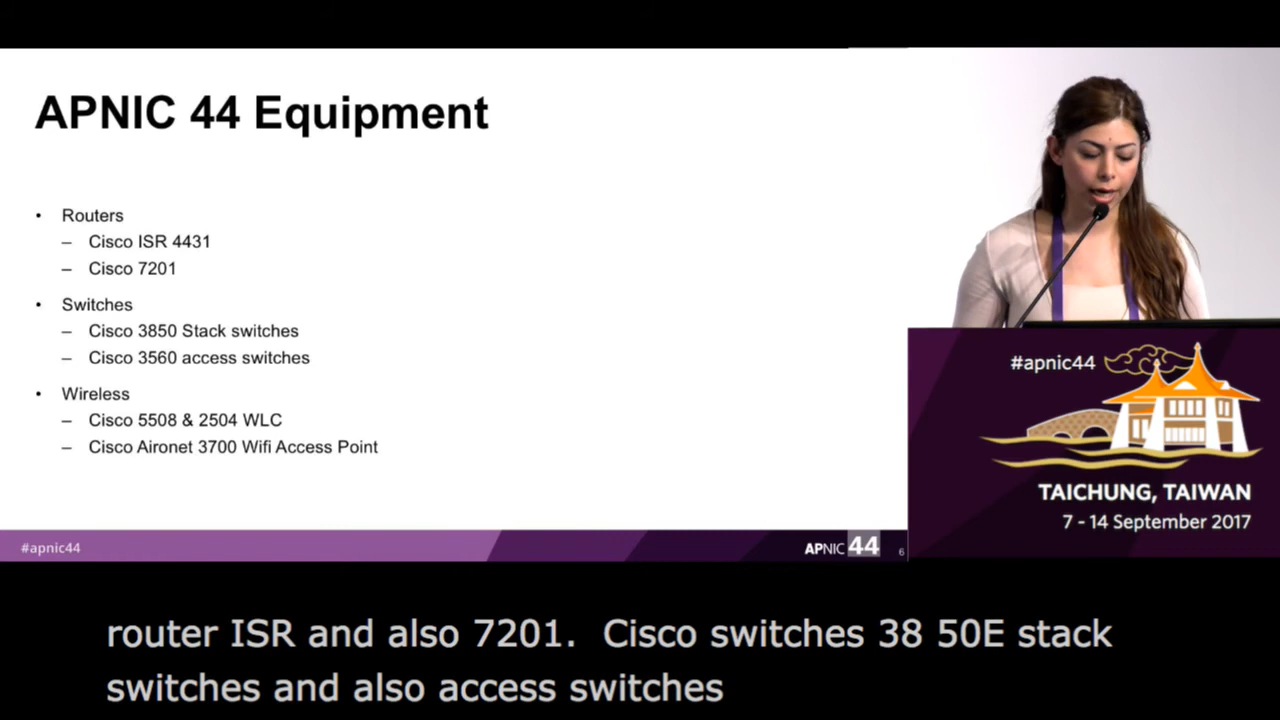 APNIC 44 Equipment
• Routers
– Cisco ISR 4431
– Cisco 7201
• Switches
– Cisco 3850 Stack switches
– Cisco 3560 access switches
• Wireless
– Cisco 5508 & 2504 WLC
– Cisco Aironet 3700 Wifi Access Point
#apnic44
APNIC 44
6
#apnic44
TAICHUNG, TAIWAN
7 - 14 September 2017
router ISR and also 7201.  Cisco switches 38 50E stack
switches and also access switches